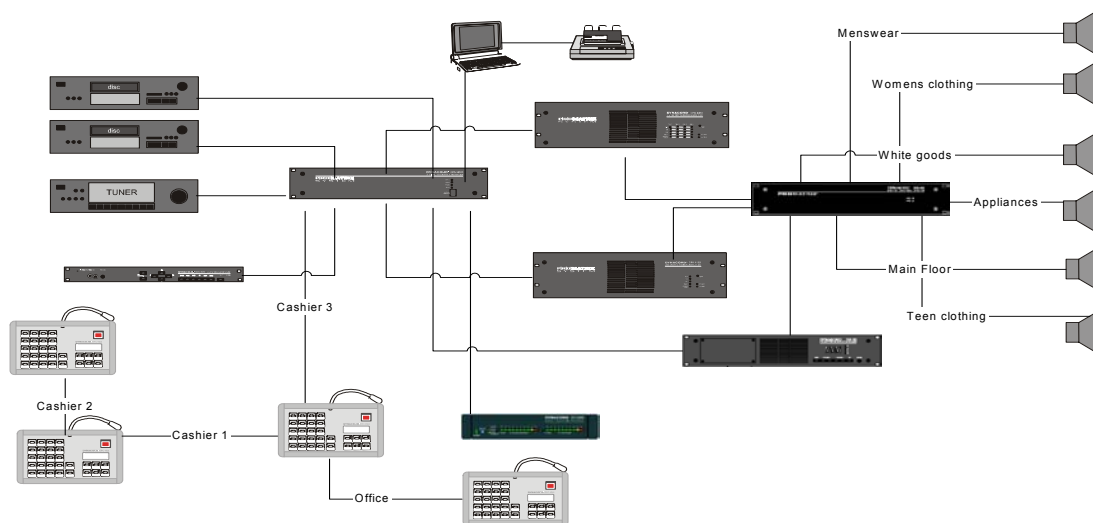 Menswear
Womens clothing
disc
disc
White goods
TUNER
Appliances
Main Floor
Cashier 3
Teen clothing
Cashier 2
Cashier 1
Office